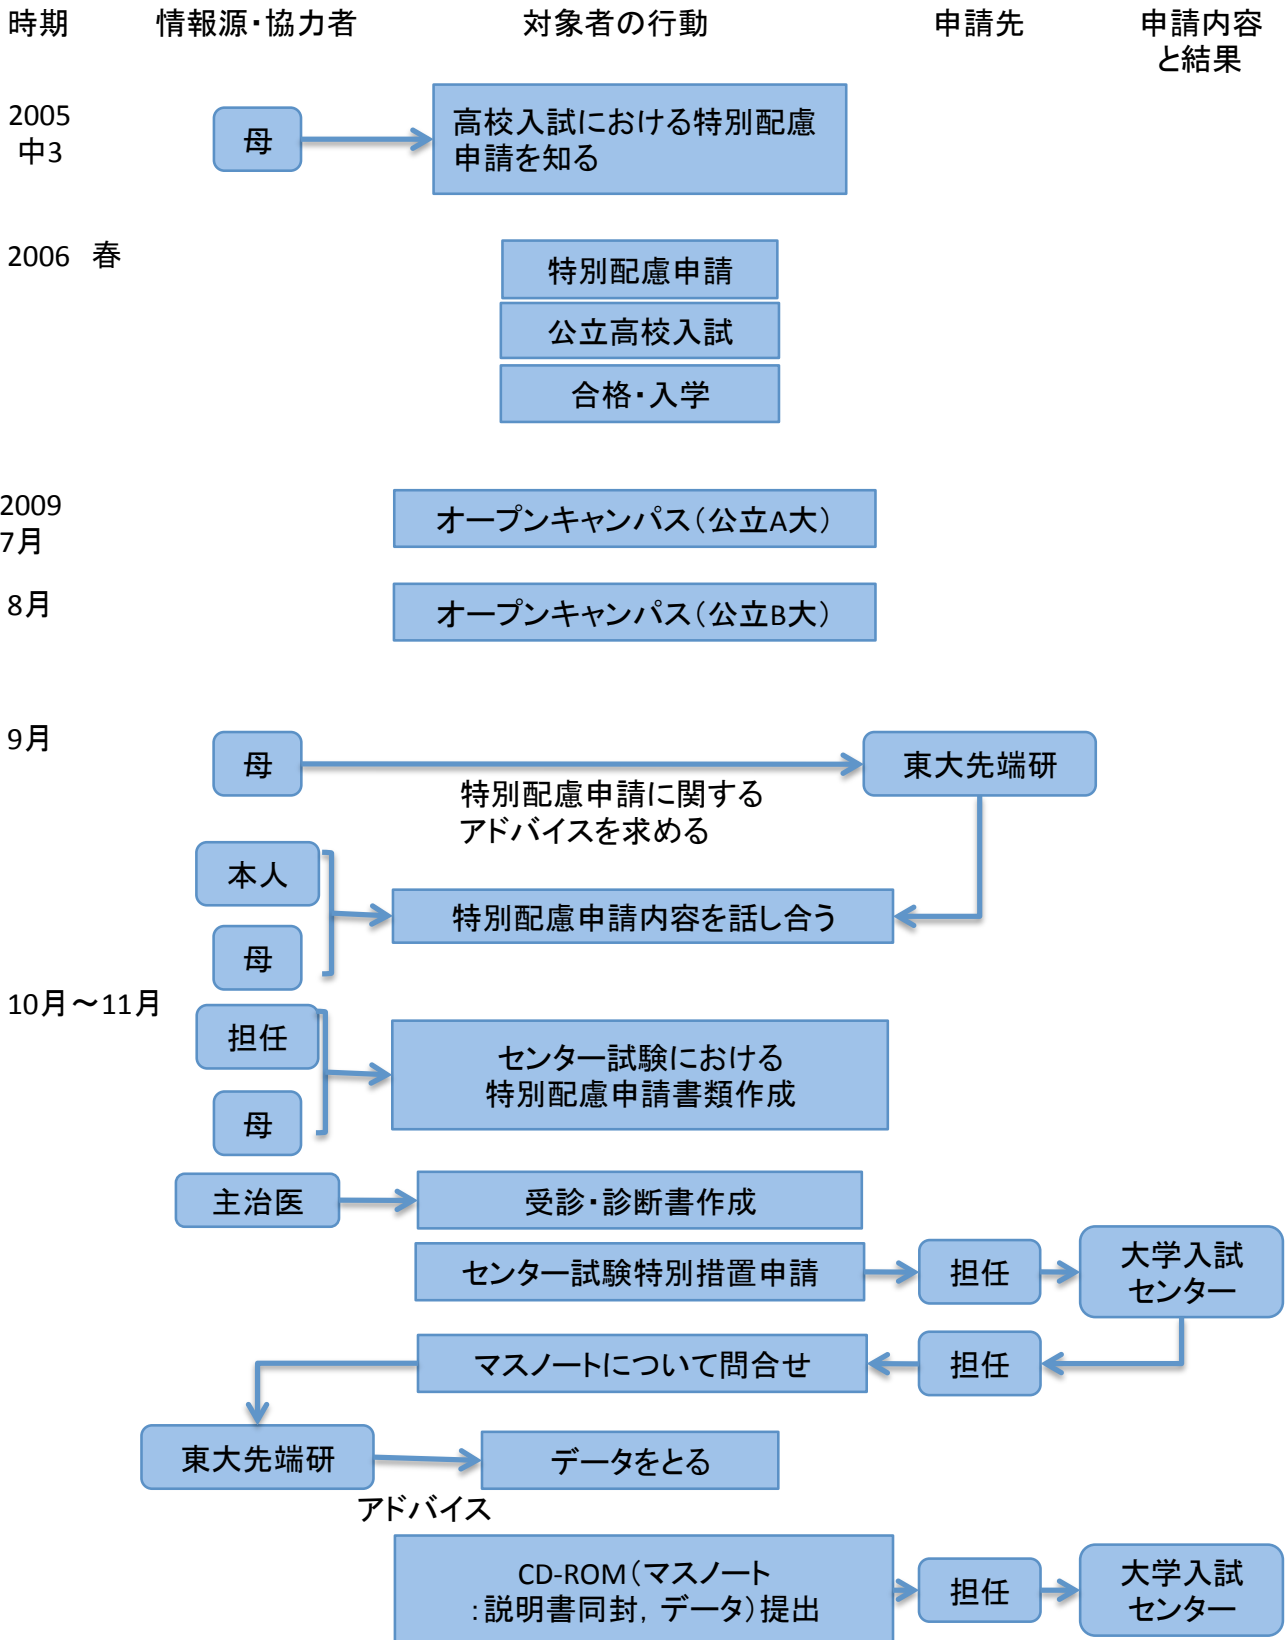 時期
情報源・協力者
対象者の行動
申請先
申請内容
と結果
2005
中3
母
高校入試における特別配慮
申請を知る
2006 春
特別配慮申請
公立高校入試
合格・入学
2009
7月
オープンキャンパス（公立A大）
8月
オープンキャンパス（公立B大）
9月
母
東大先端研
特別配慮申請に関する
アドバイスを求める
本人
特別配慮申請内容を話し合う
母
10月～11月
担任
センター試験における
特別配慮申請書類作成
母
主治医
受診・診断書作成
センター試験特別措置申請
担任
大学入試
センター
マスノートについて問合せ
担任
東大先端研
データをとる
アドバイス
CD-ROM（マスノート
：説明書同封，データ）提出
担任
大学入試
センター